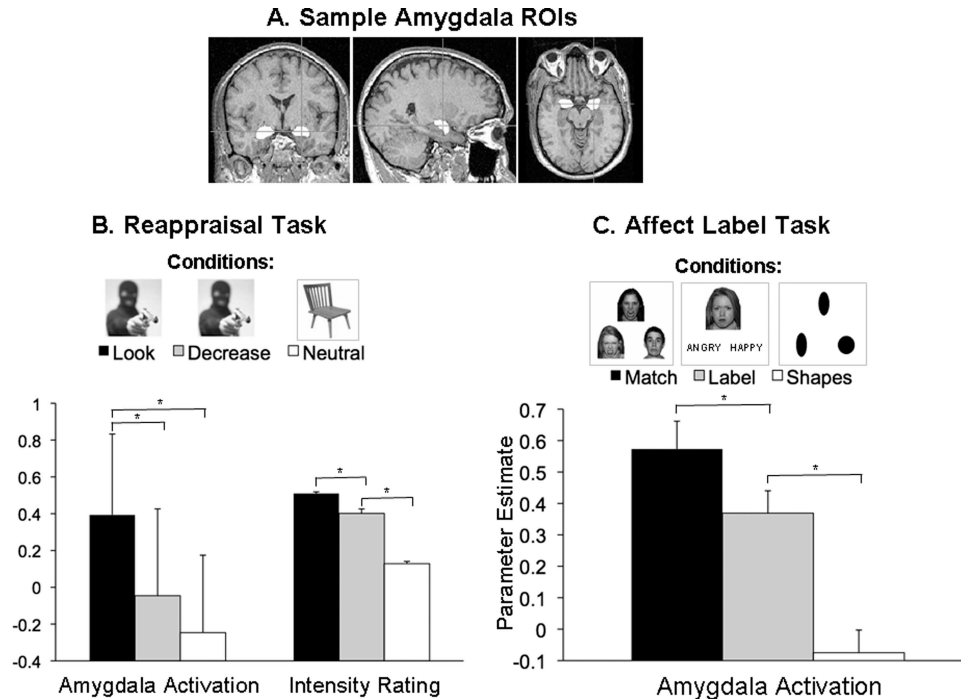 A. Sample Amygdala ROIs
B. Reappraisal Task
Conditions:
Look Decrease Neutral
1
0.8
0.6
0.4
0.2
0
-0.2
-0.4
* *
* *
Amygdala Activation Intensity Rating
C. Affect Label Task
Conditions:
ANGRY HAPPY
Match Label Shapes
Parameter Estimate
0.7
0.6
0.5
0.4
0.3
0.2
0.1
0
-0.1
*
*
Amygdala Activation